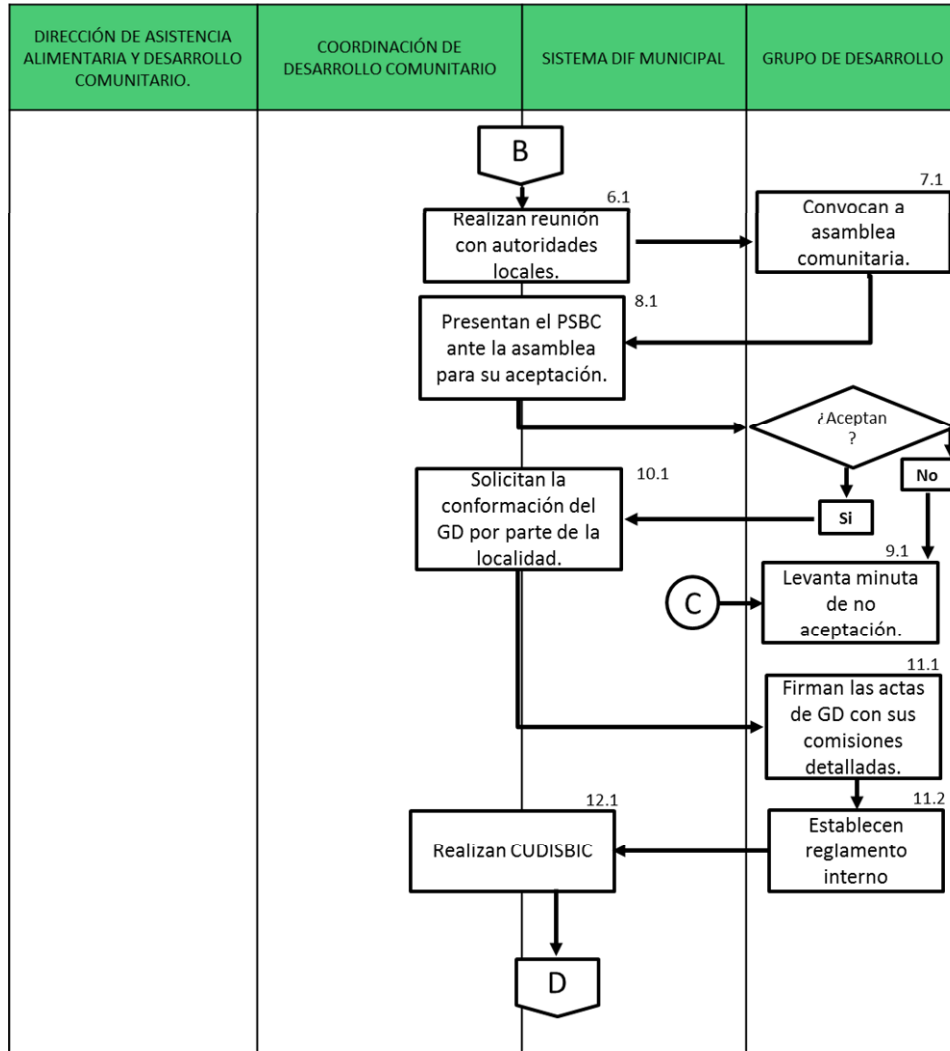 DIRECCIÓN DE ASISTENCIA
ALIMENTARIA Y DESARROLLO
COMUNITARIO.
COORDINACIÓN DE
DESARROLLO COMUNITARIO
SISTEMA DIF MUNICIPAL
GRUPO DE DESARROLLO
B
6.1
Realizan reunión
con autoridades
locales.
7.1
Convocan a
asamblea
comunitaria.
8.1
Presentan el PSBC
ante la asamblea
para su aceptación.
¿Aceptan
?
No
Si
10.1
Solicitan la
conformación del
GD por parte de la
localidad.
9.1
C
Levanta minuta
de no
aceptación.
11.1
Firman las actas
de GD con sus
comisiones
detalladas.
11.2
Establecen
reglamento
interno
12.1
Realizan CUDISBIC
D